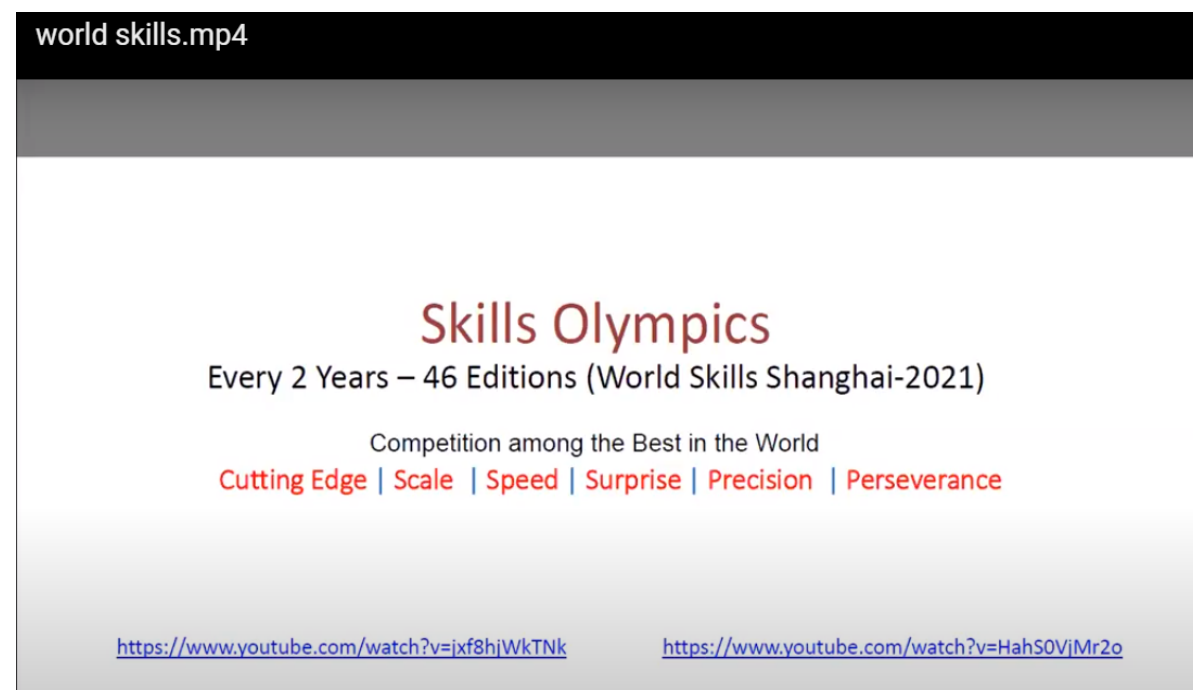 world skills.mp4
Skills Olympics
Every 2 Years – 46 Editions (World Skills Shanghai-2021)
Competition among the Best in the World
Cutting Edge | Scale | Speed | Surprise | Precision | Perseverance
https://www.youtube.com/watch?v=jxf8hjWkTNk https://www.youtube.com/watch?v=HahS0VjMr2o